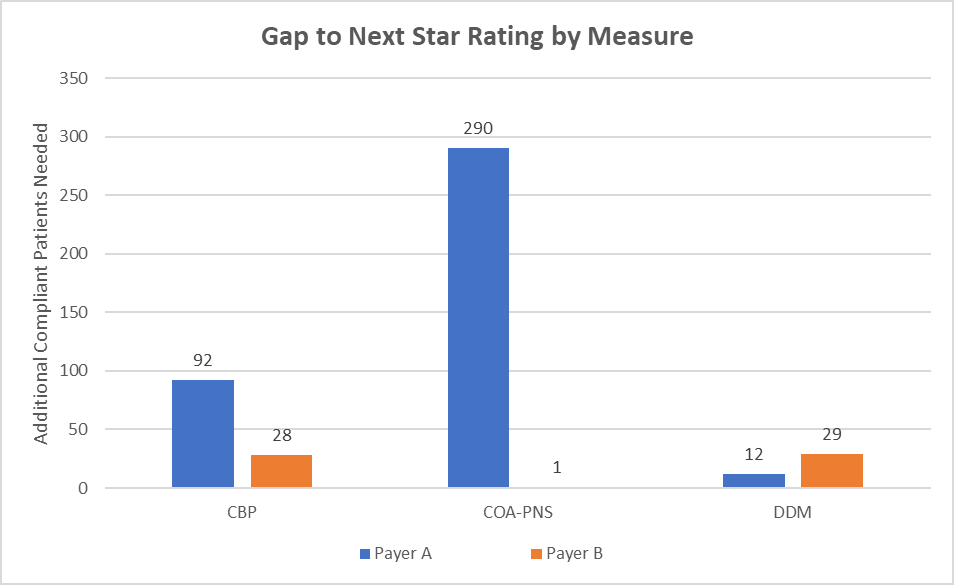 Gap to Next Star Rating by Measure
Additional Compliant Patients Needed
350
300
250
200
150
100
50
0
92
28
290
1
12
29
CBP
COA-PNS
DDM
Payer A
Payer B